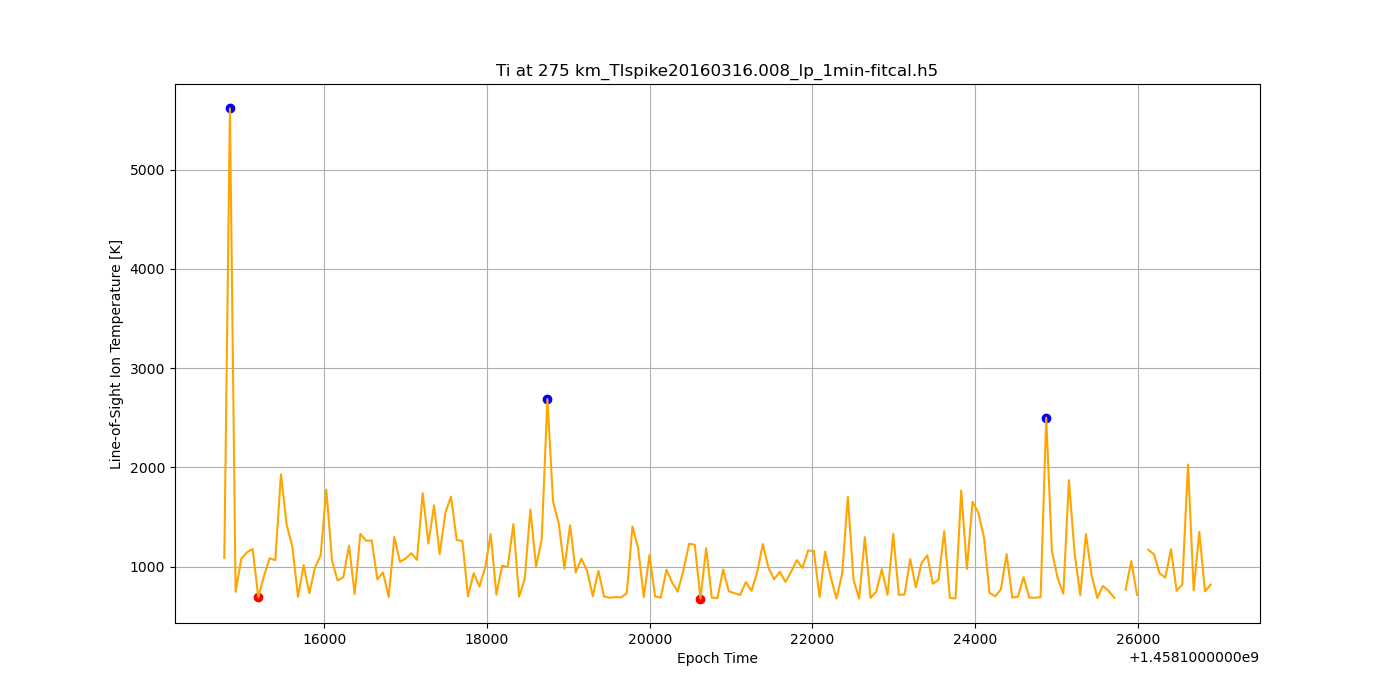 Ti at 275 km_TIspike20160316.008_lp_1min-fitcal.h5
Line-of-Sight Ion Temperature [K]
5000
4000
3000
2000
1000
16000
18000
20000
22000
24000
26000
Epoch Time
+1.4581000000e9